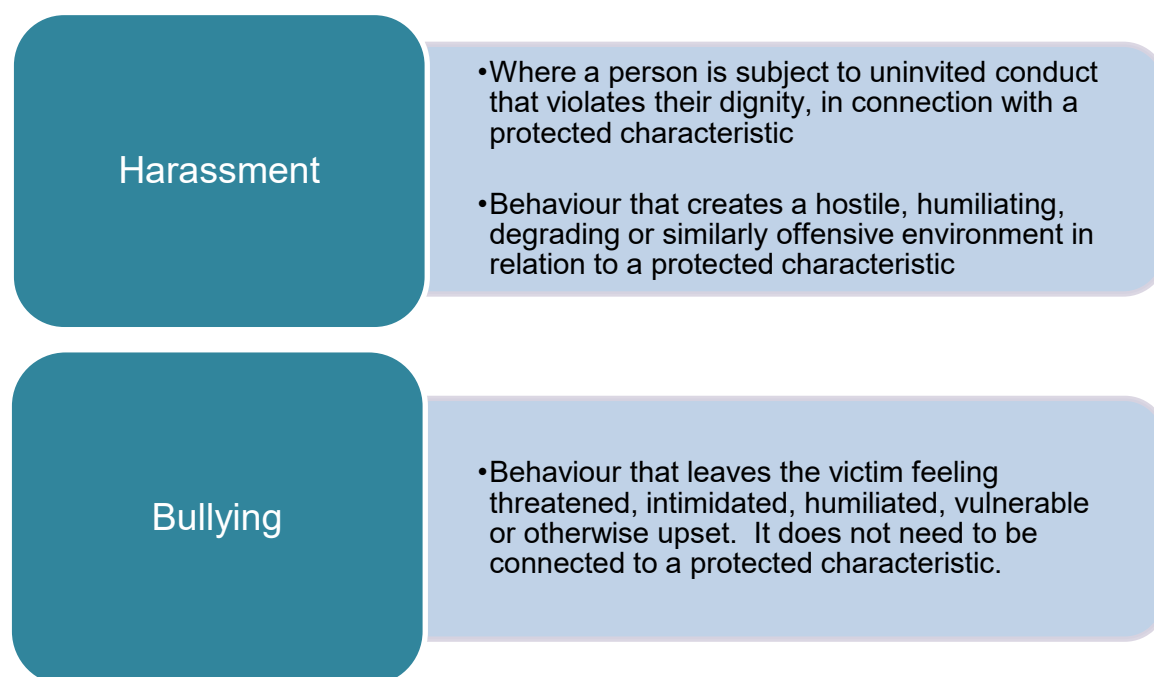 Harassment
•Where a person is subject to uninvited conduct
that violates their dignity, in connection with a
protected characteristic
•Behaviour that creates a hostile, humiliating,
degrading or similarly offensive environment in
relation to a protected characteristic
Bullying
•Behaviour that leaves the victim feeling
threatened, intimidated, humiliated, vulnerable
or otherwise upset.  It does not need to be
connected to a protected characteristic.